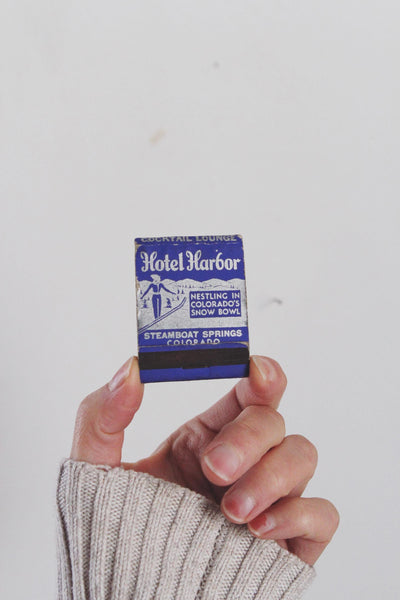 COCKTAIL LOUNGE
Hotel Harbor
NESTLING IN
COLORADO'S
SNOW BOWL
STEAMBOAT SPRINGS
COLORADO